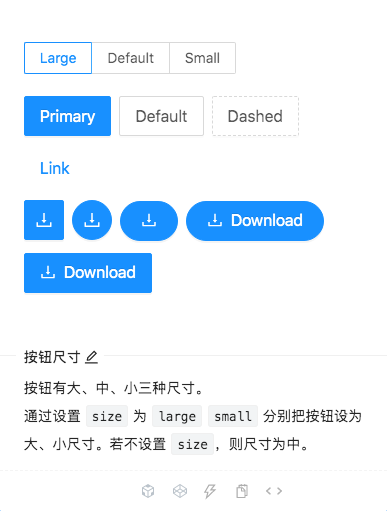 Large Default Small
Primary Default Dashed
Link
Download
Download
按钮尺寸
按钮有大、中、小三种尺寸。
通过设置 size 为 large small 分别把按钮设为
大、小尺寸。若不设置 size，则尺寸为中。